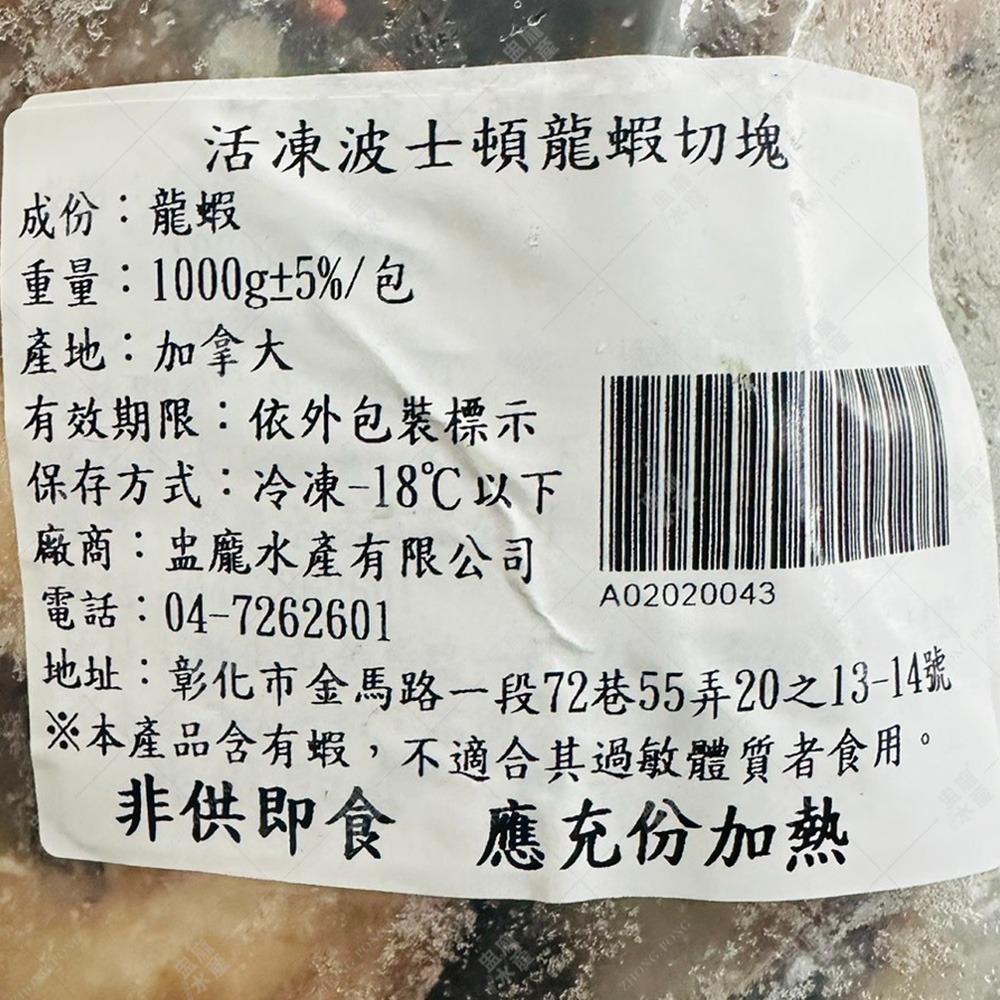 活凍波士頓龍蝦切塊
成份：龍蝦
重量：1000g±5%/包
產地：加拿大
有效期限：依外包裝標示
保存方式：冷凍-18℃以下
廠商：盅龐水產有限公司
電話：04-7262601
A02020043
地址：彰化市金馬路一段72巷55弄20之13-14號
※本產品含有蝦，不適合其過敏體質者食用。
非供即食 應充份加熱